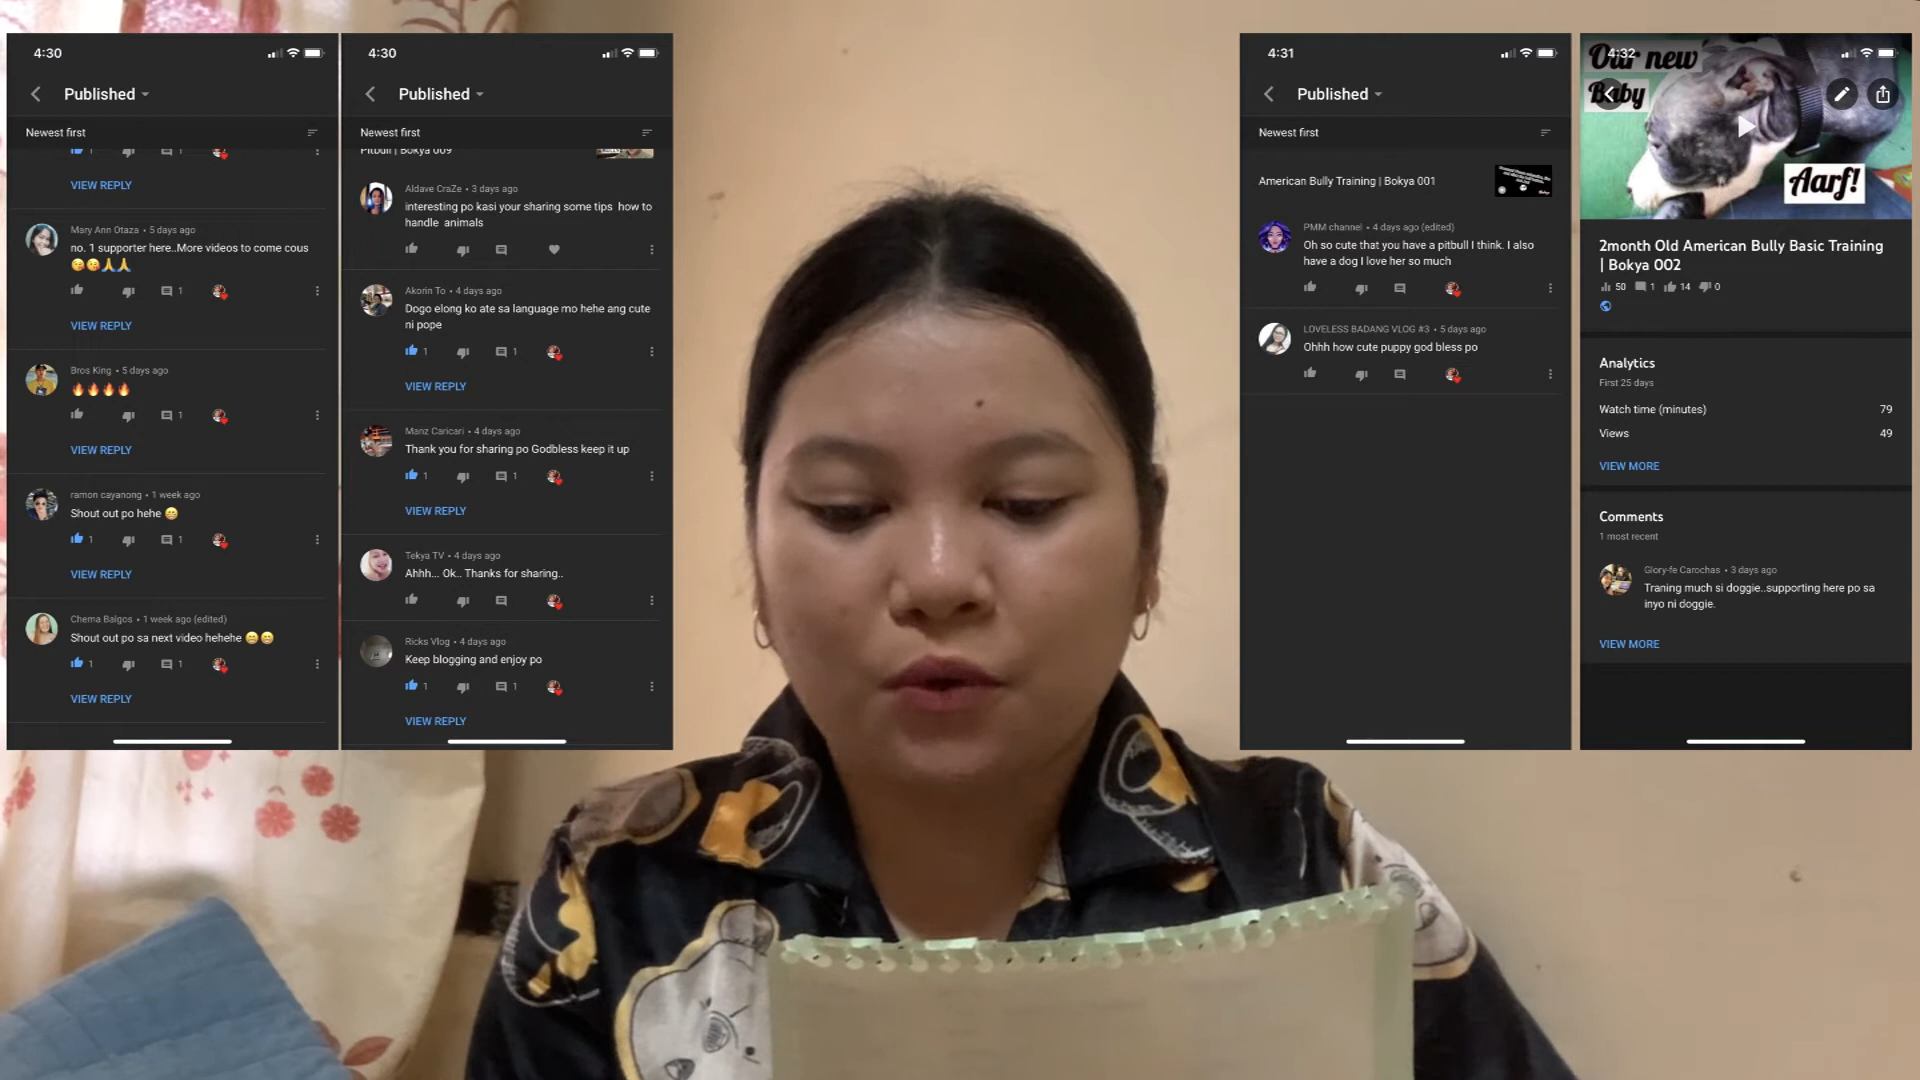 4:30
Published
Newest first
1
1
VIEW REPLY
Mary Ann Otaza • 5 days ago
no. 1 supporter here..More videos to come cous
😋😋🙏🙏
1
VIEW REPLY
Bros King • 5 days ago
🔥🔥🔥🔥
1
VIEW REPLY
ramon cayanong • 1 week ago
Shout out po hehe 😁
1
1
VIEW REPLY
Chema Balgos • 1 week ago (edited)
Shout out po sa next video hehehe 😁😁
1
1
VIEW REPLY
4:30
Published
Newest first
Pitbull | Bokya 009
Aldave CraZe • 3 days ago
interesting po kasi your sharing some tips how to
handle animals
Akorin To • 4 days ago
Dogo elong ko ate sa language mo hehe ang cute
ni pope
1
1
VIEW REPLY
Manz Caricari • 4 days ago
Thank you for sharing po Godbless keep it up
1
1
VIEW REPLY
Tekya TV • 4 days ago
Ahhh... Ok.. Thanks for sharing..
Ricks Vlog • 4 days ago
Keep blogging and enjoy po
1
1
VIEW REPLY
4:31
Published
Newest first
American Bully Training | Bokya 001
PMM channel • 4 days ago (edited)
Oh so cute that you have a pitbull I think. I also
have a dog I love her so much
LOVELESS BADANG VLOG #3 • 5 days ago
Ohhh how cute puppy god bless po
4:32
Our new
Baby
Aarf!
2month Old American Bully Basic Training
| Bokya 002
50 1 14 0
Analytics
First 25 days
Watch time (minutes) 79
Views 49
VIEW MORE
Comments
1 most recent
Glory-fe Carochas • 3 days ago
Traning much si doggie..supporting here po sa
inyo ni doggie.
VIEW MORE